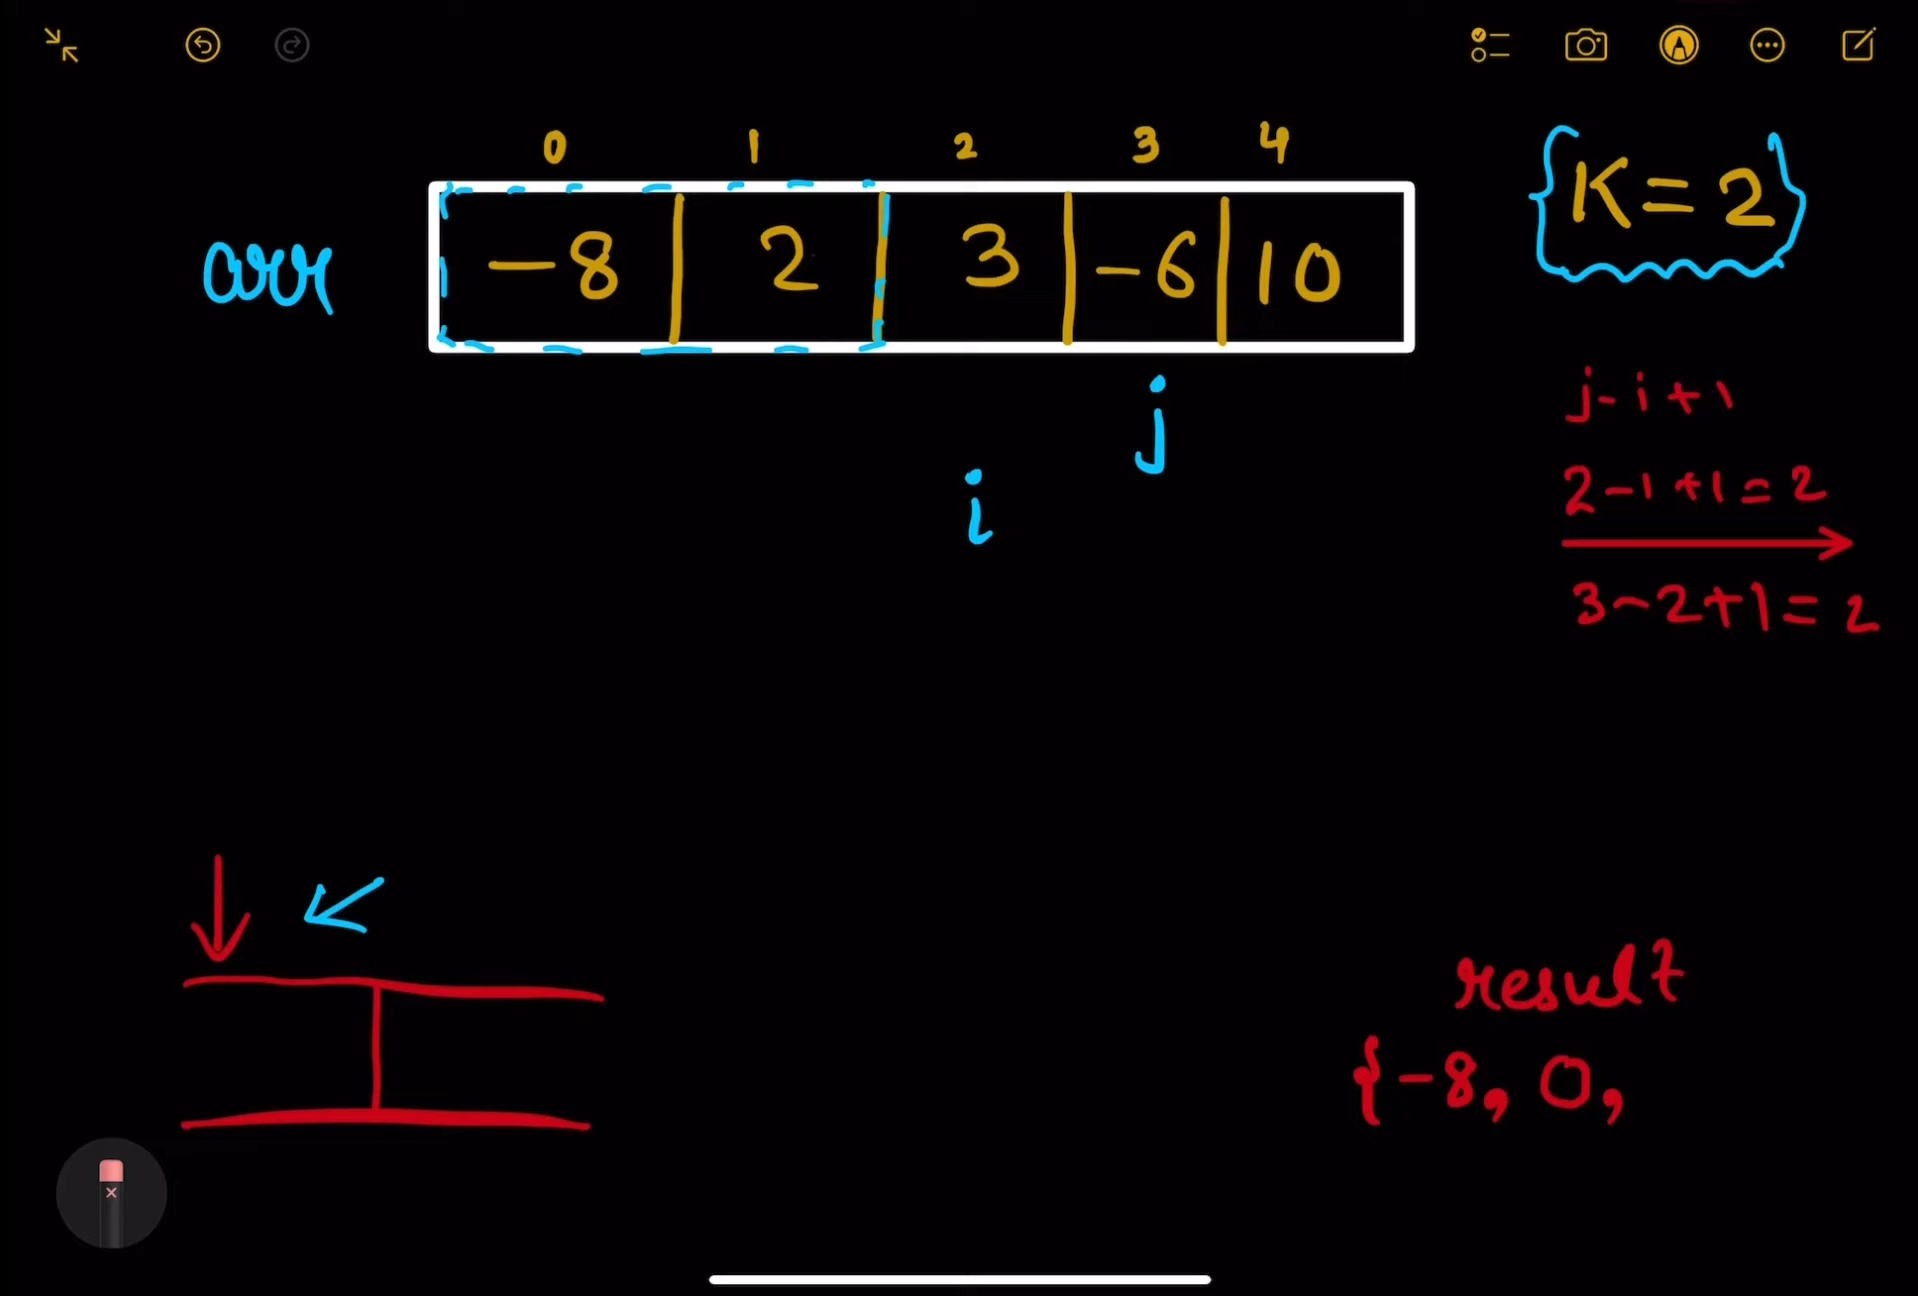 0 1 2 3 4
arr -8 2 3 -6 10
K = 2
j
i
j - i + 1
2 - 1 + 1 = 2
3 - 2 + 1 = 2
result
{ -8, 0,